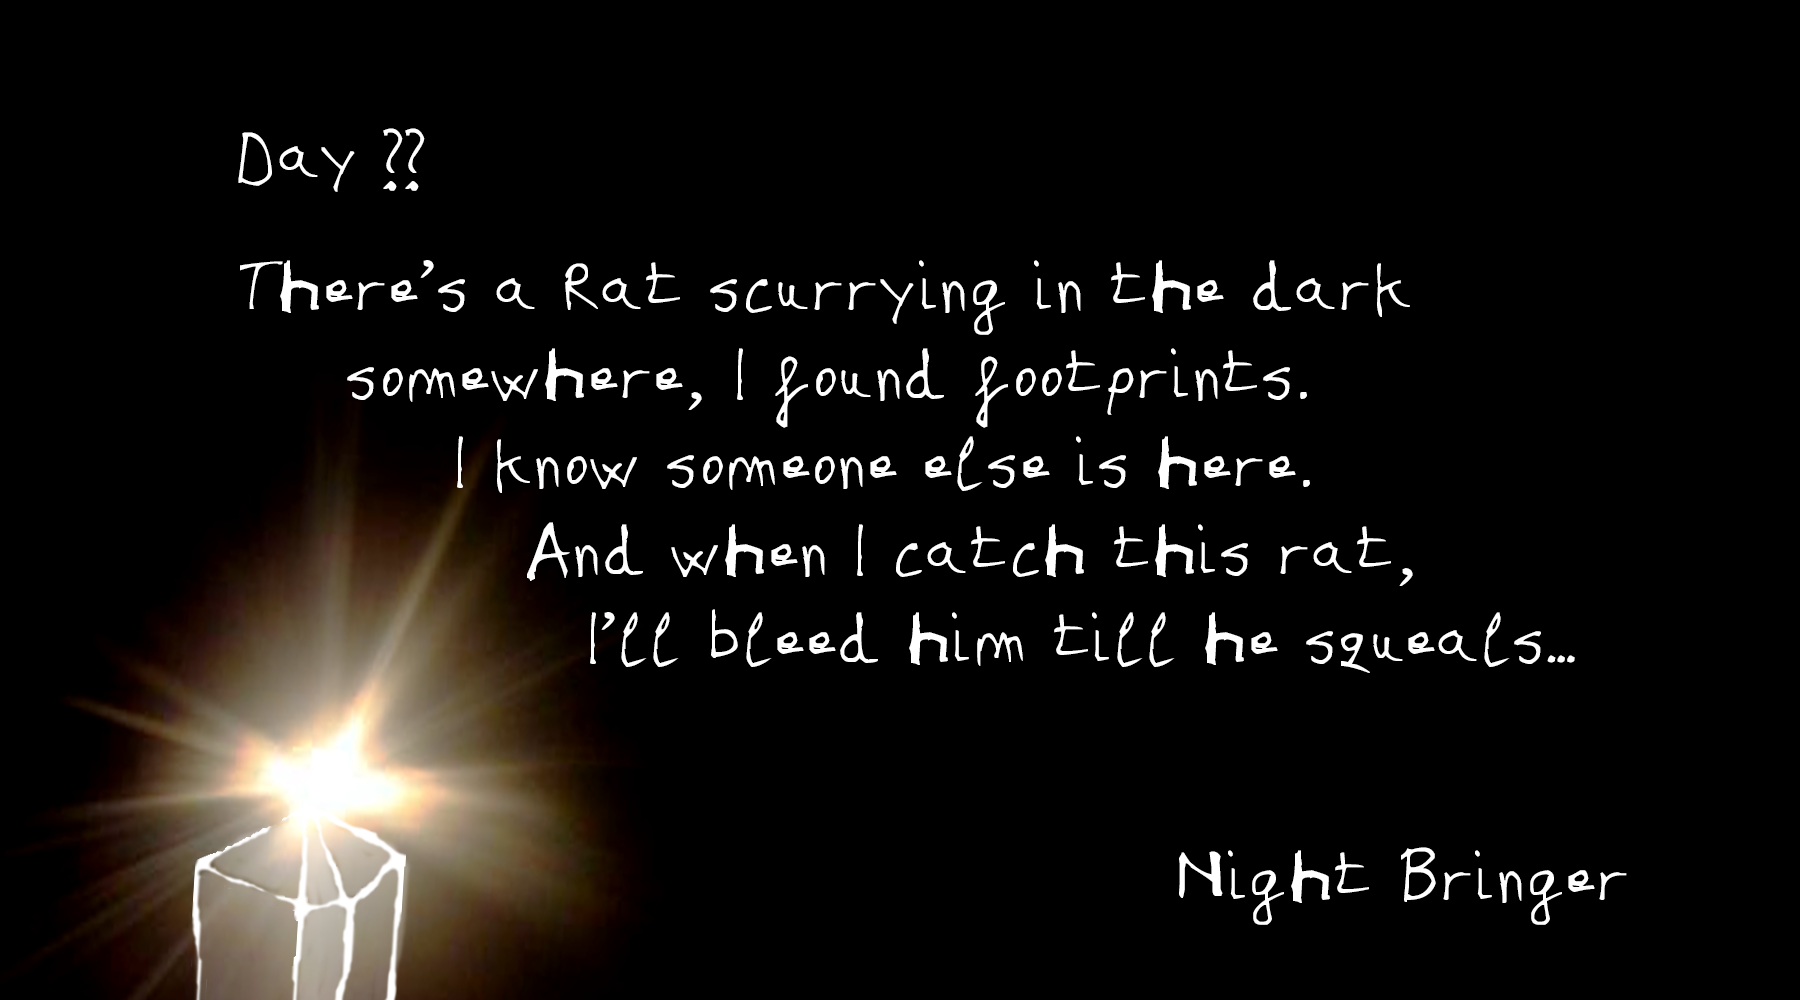 Day ??
There's a Rat scurrying in the dark
somewhere, I found footprints.
I know someone else is here.
And when I catch this rat,
I'll bleed him till he squeals...
Night Bringer